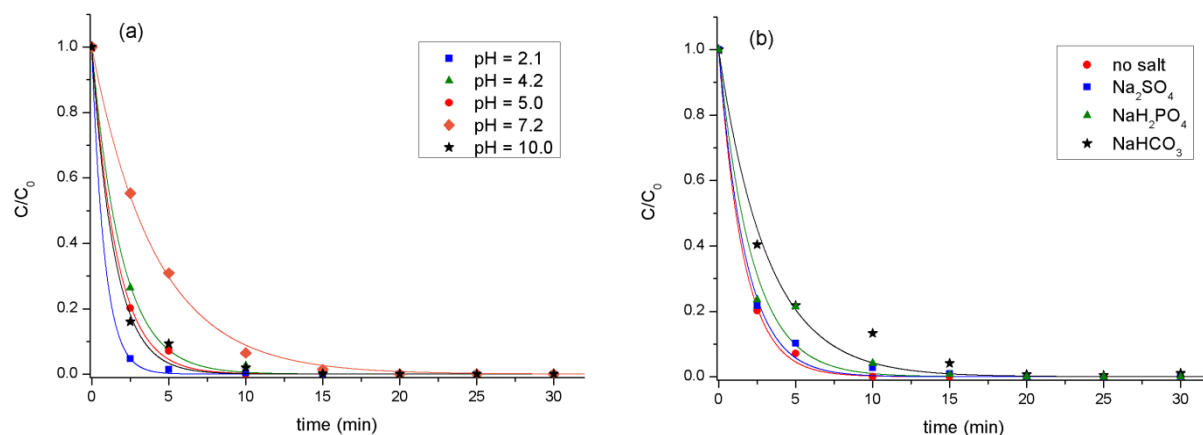 (a)
pH = 2.1
pH = 4.2
pH = 5.0
pH = 7.2
pH = 10.0
C/C₀
1.0
0.8
0.6
0.4
0.2
0.0
0 5 10 15 20 25 30
time (min)
(b)
no salt
Na₂SO₄
NaH₂PO₄
NaHCO₃
C/C₀
1.0
0.8
0.6
0.4
0.2
0.0
0 5 10 15 20 25 30
time (min)